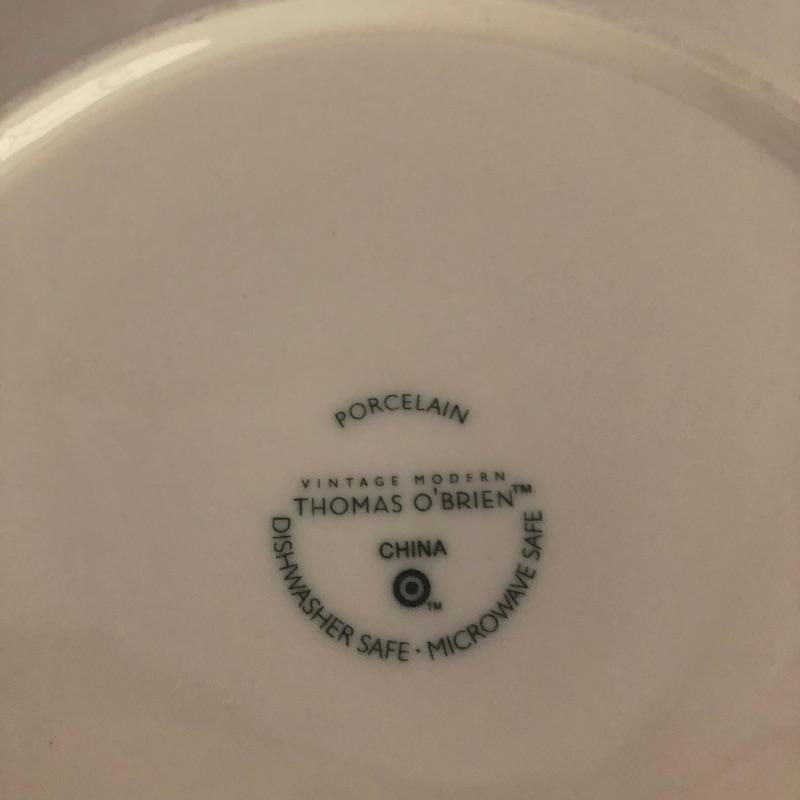 PORCELAIN
VINTAGE MODERN
THOMAS O'BRIEN™
CHINA
™
DISHWASHER SAFE · MICROWAVE SAFE